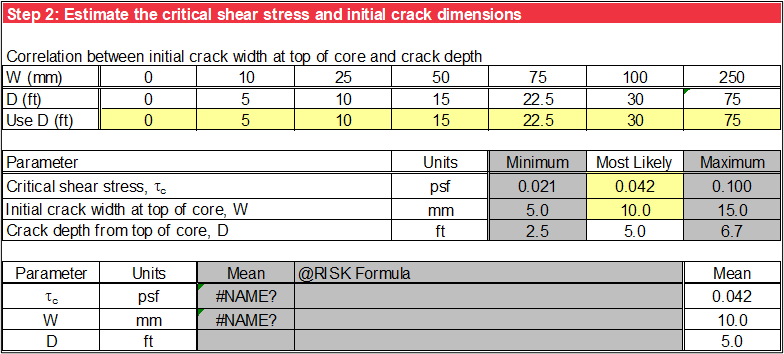 Step 2: Estimate the critical shear stress and initial crack dimensions
Correlation between initial crack width at top of core and crack depth
W (mm) 0 10 25 50 75 100 250
D (ft) 0 5 10 15 22.5 30 75
Use D (ft) 0 5 10 15 22.5 30 75
Parameter Units Minimum Most Likely Maximum
Critical shear stress, τc psf 0.021 0.042 0.100
Initial crack width at top of core, W mm 5.0 10.0 15.0
Crack depth from top of core, D ft 2.5 5.0 6.7
Parameter Units Mean @RISK Formula Mean
τc psf #NAME? 0.042
W mm #NAME? 10.0
D ft 5.0